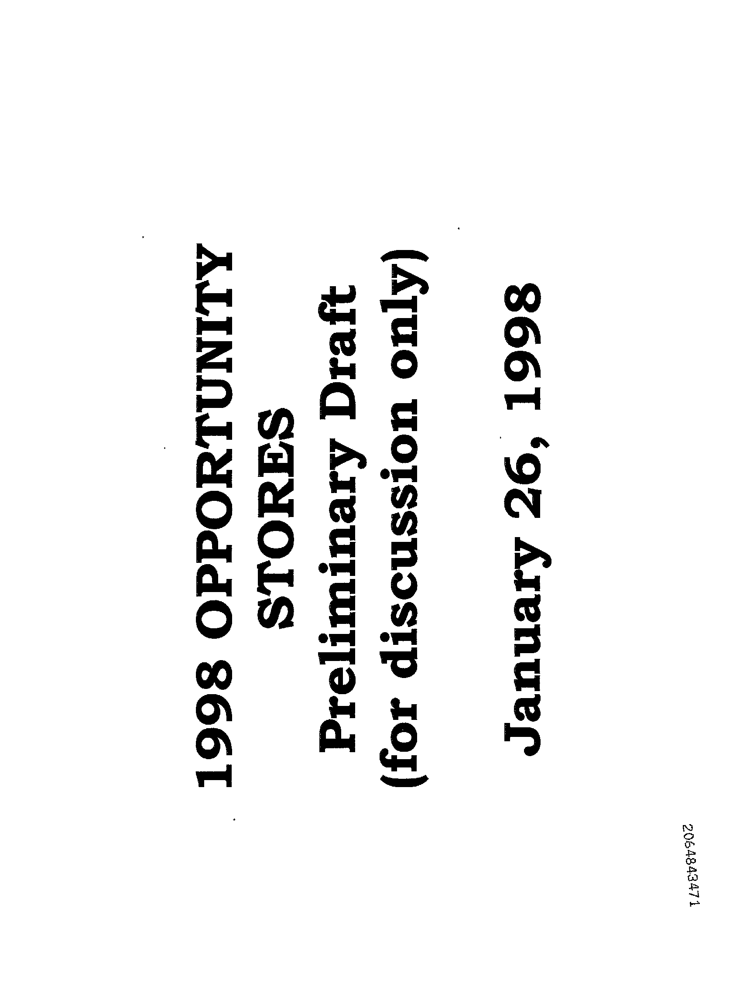 1998 OPPORTUNITY
STORES
Preliminary Draft
(for discussion only)
January 26, 1998
2064843471